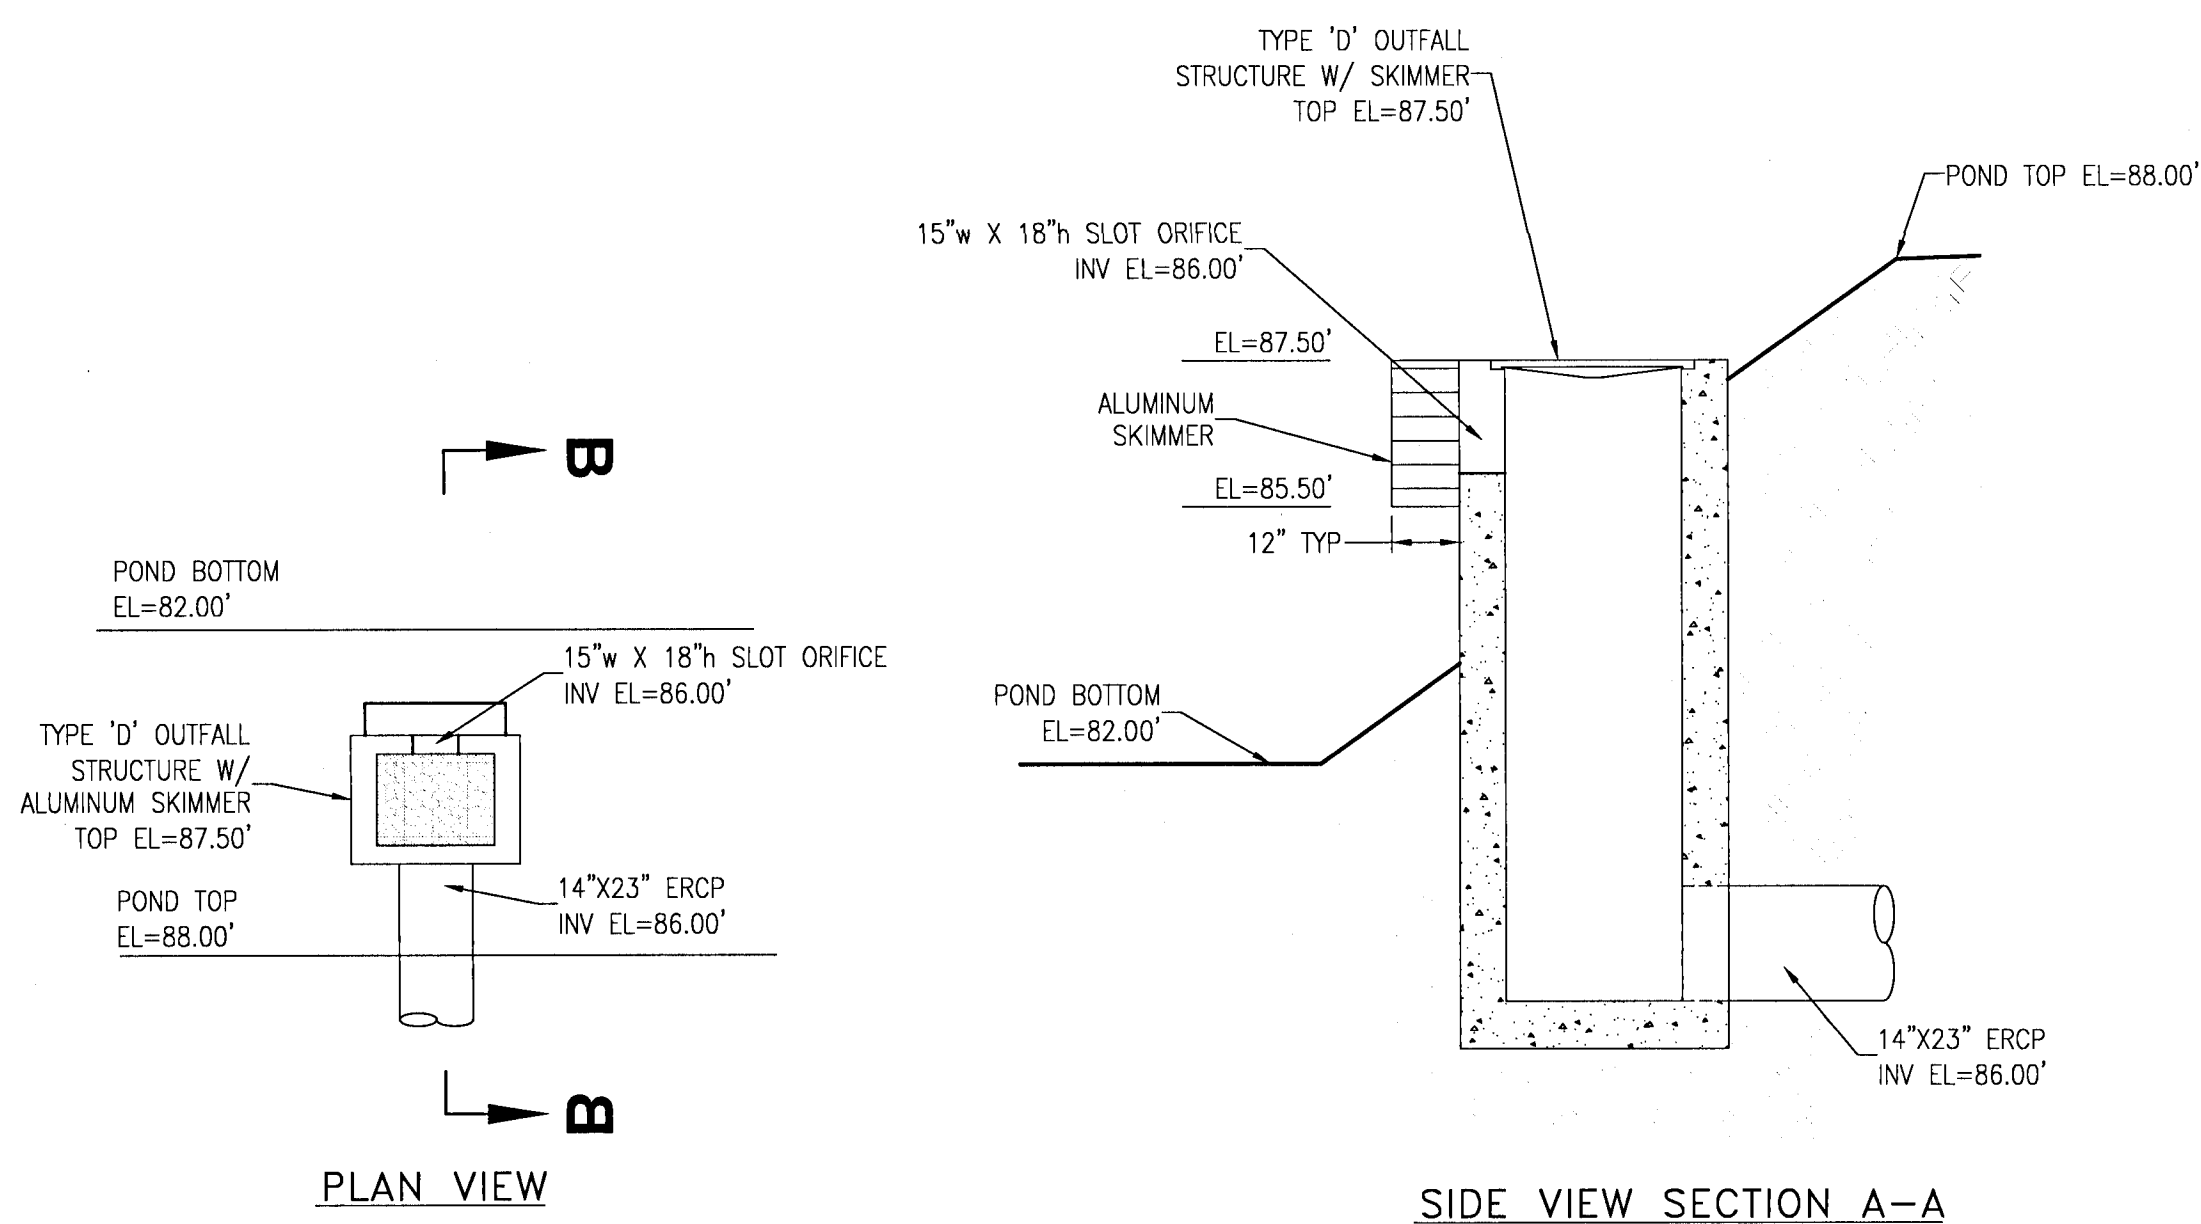 B
POND BOTTOM
EL=82.00'
15"w X 18"h SLOT ORIFICE
INV EL=86.00'
TYPE 'D' OUTFALL
STRUCTURE W/
ALUMINUM SKIMMER
TOP EL=87.50'
14"X23" ERCP
INV EL=86.00'
POND TOP
EL=88.00'
B
PLAN VIEW
TYPE 'D' OUTFALL
STRUCTURE W/ SKIMMER
TOP EL=87.50'
POND TOP EL=88.00'
15"w X 18"h SLOT ORIFICE
INV EL=86.00'
EL=87.50'
ALUMINUM
SKIMMER
EL=85.50'
12" TYP
POND BOTTOM
EL=82.00'
14"X23" ERCP
INV EL=86.00'
SIDE VIEW SECTION A-A